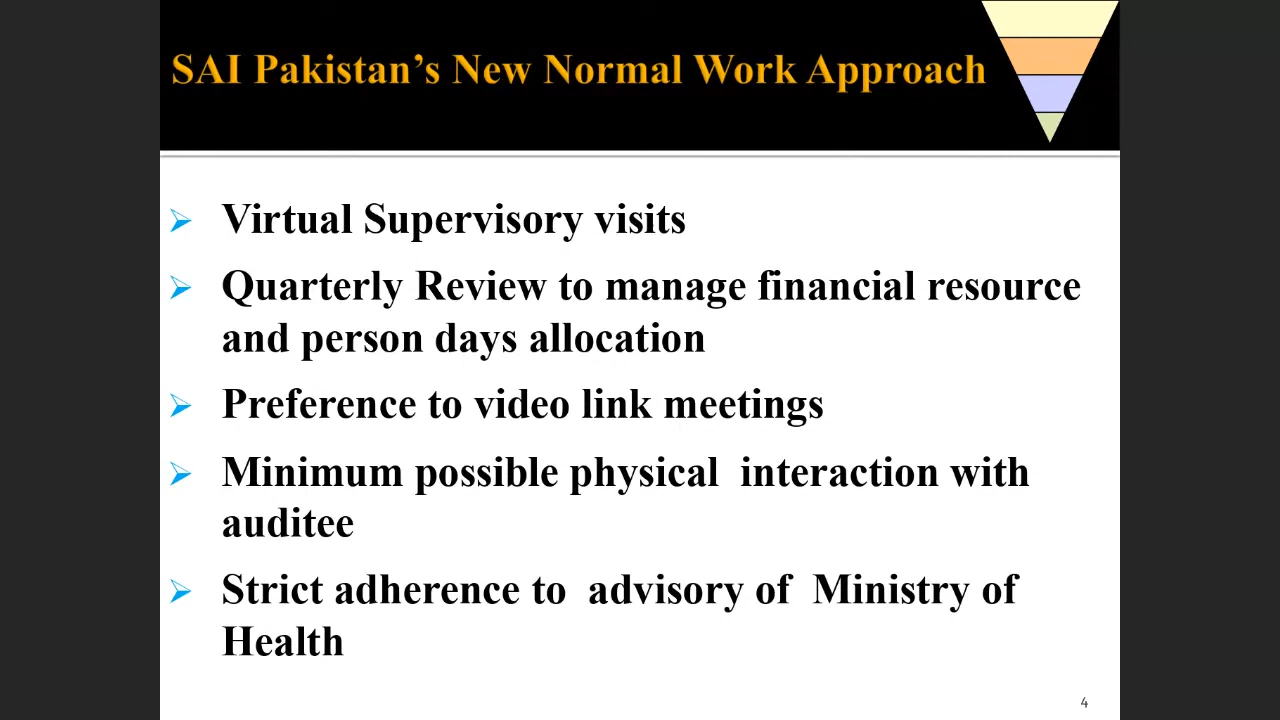 SAI Pakistan’s New Normal Work Approach
Virtual Supervisory visits
Quarterly Review to manage financial resource
and person days allocation
Preference to video link meetings
Minimum possible physical  interaction with
auditee
Strict adherence to  advisory of  Ministry of
Health
4